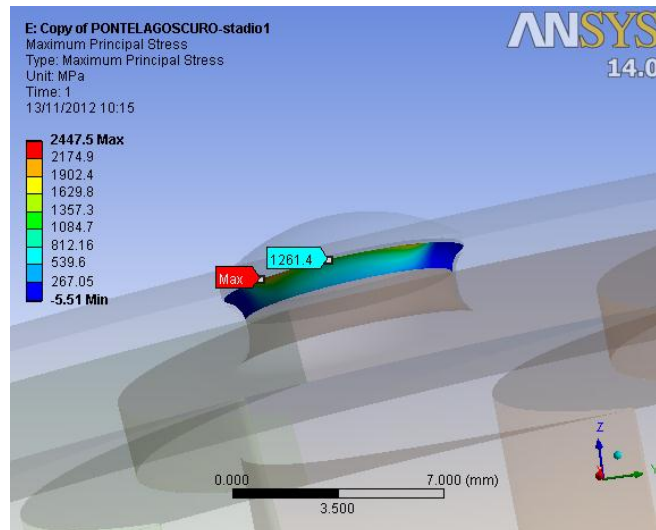 E: Copy of PONTELAGOSCURO-stadio1
Maximum Principal Stress
Type: Maximum Principal Stress
Unit: MPa
Time: 1
13/11/2012 10:15
ANSYS
14.0
2447.5 Max
2174.9
1902.4
1629.8
1357.3
1084.7
812.16
539.6
267.05
-5.51 Min
1261.4
Max
Z
Y
0.000
7.000 (mm)
3.500